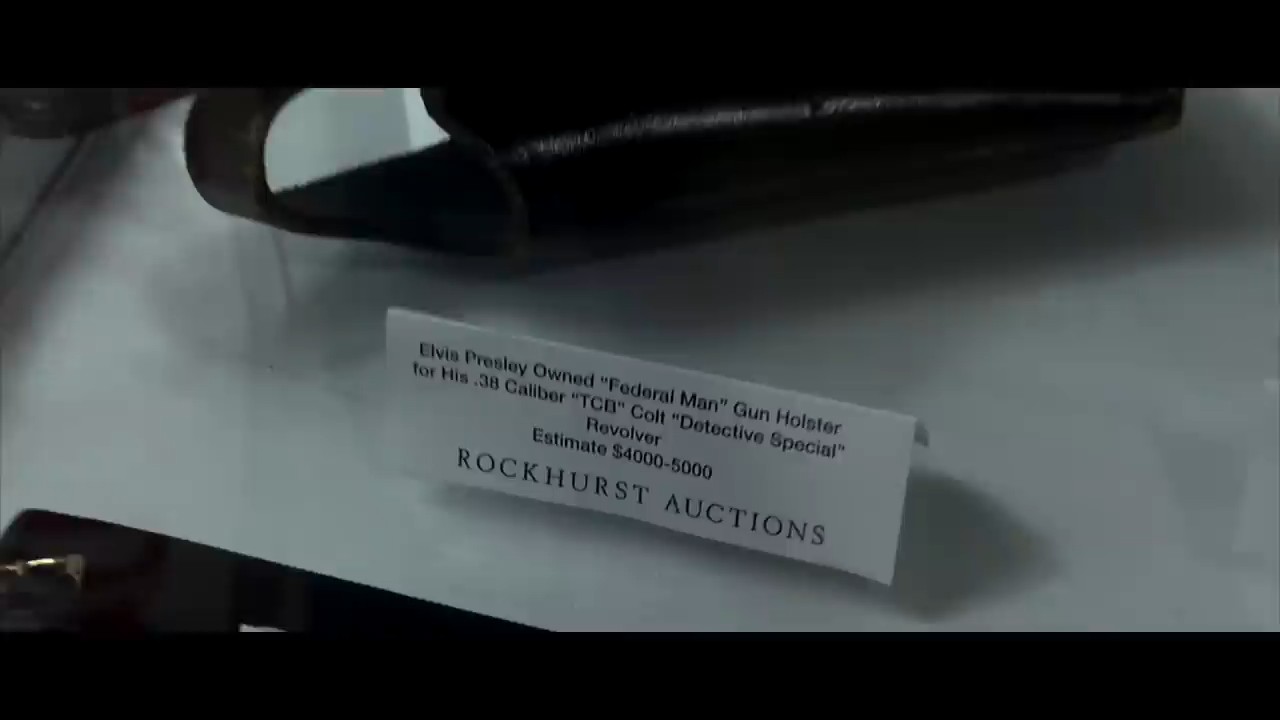 Elvis Presley Owned "Federal Man" Gun Holster
for His .38 Caliber "TCB" Colt "Detective Special"
Revolver
Estimate $4000-5000
ROCKHURST AUCTIONS